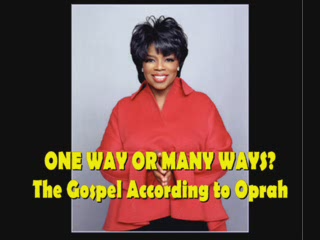 ONE WAY OR MANY WAYS?
The Gospel According to Oprah